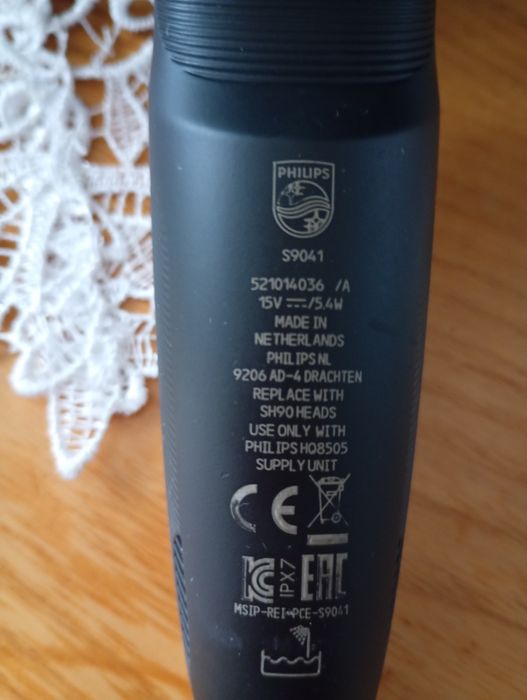 PHILIPS
S9041
521014036 /A
15V ⎓/5.4W
MADE IN
NETHERLANDS
PHILIPS NL
9206 AD-4 DRACHTEN
REPLACE WITH
SH90 HEADS
USE ONLY WITH
PHILIPS HQ8505
SUPPLY UNIT
CE
KC IPX7 EAC
MSIP-REI-PCE-S9041